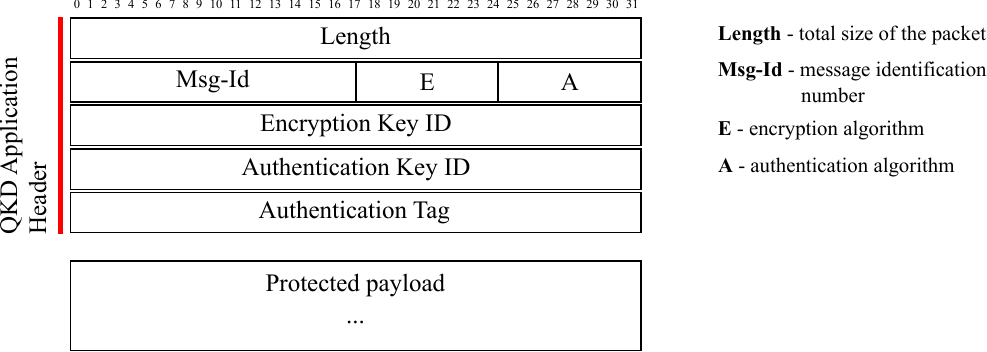 0 1 2 3 4 5 6 7 8 9 10 11 12 13 14 15 16 17 18 19 20 21 22 23 24 25 26 27 28 29 30 31
Length
Msg-Id E A
Encryption Key ID
Authentication Key ID
Authentication Tag
QKD Application
Header
Protected payload
...
Length - total size of the packet
Msg-Id - message identification
number
E - encryption algorithm
A - authentication algorithm